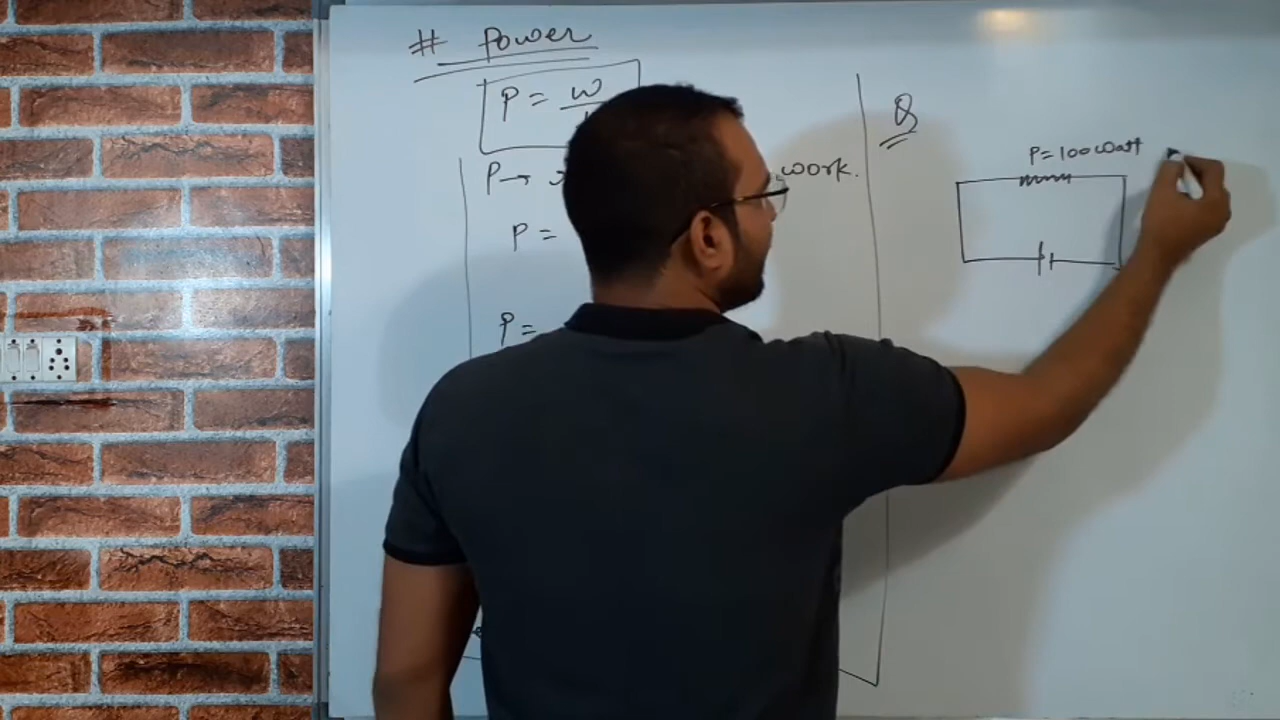 # Power
P = w
P →
work.
P =
P =
Q
P = 100 watt